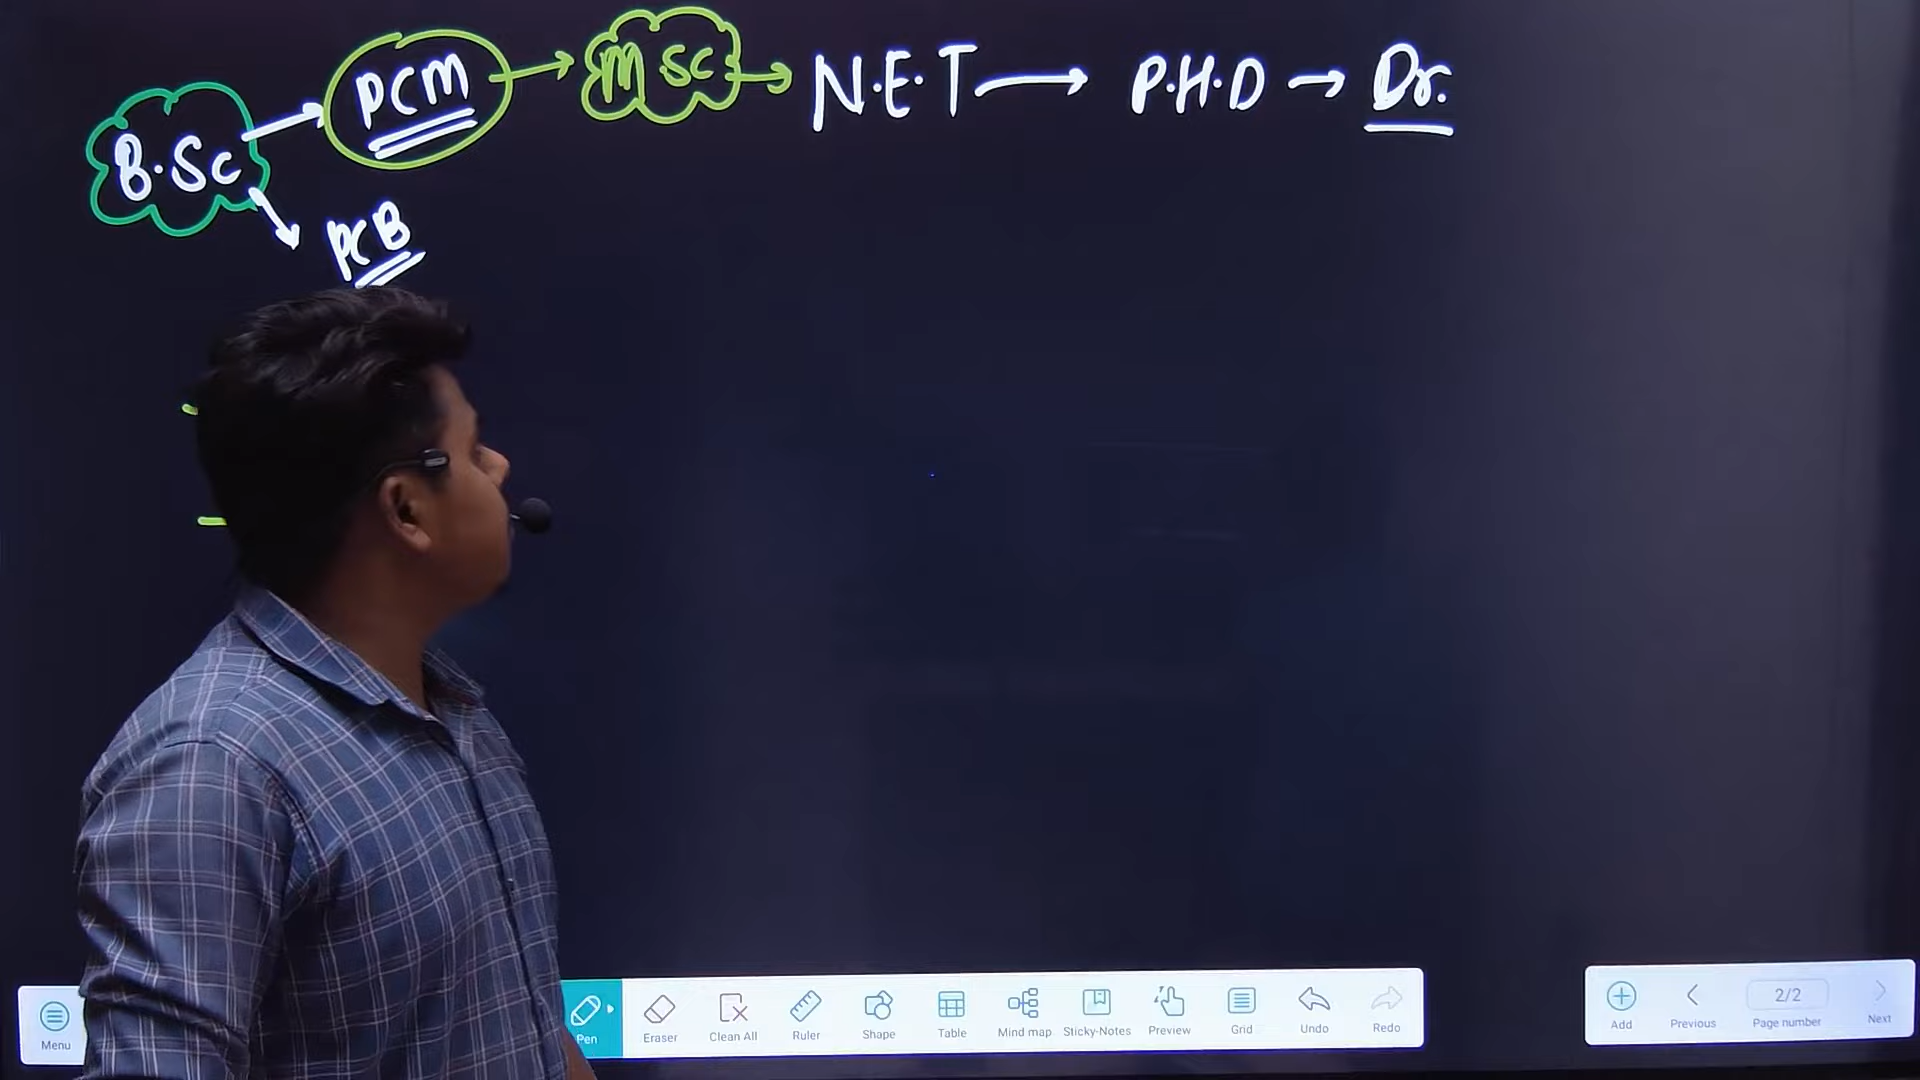 B.Sc → PCM → M.Sc → N.E.T → P.H.D → Dr.
PCB
Menu
Pen
Eraser
Clean All
Ruler
Shape
Table
Mind map
Sticky-Notes
Preview
Grid
Undo
Redo
Add
Previous
2/2
Page number
Next